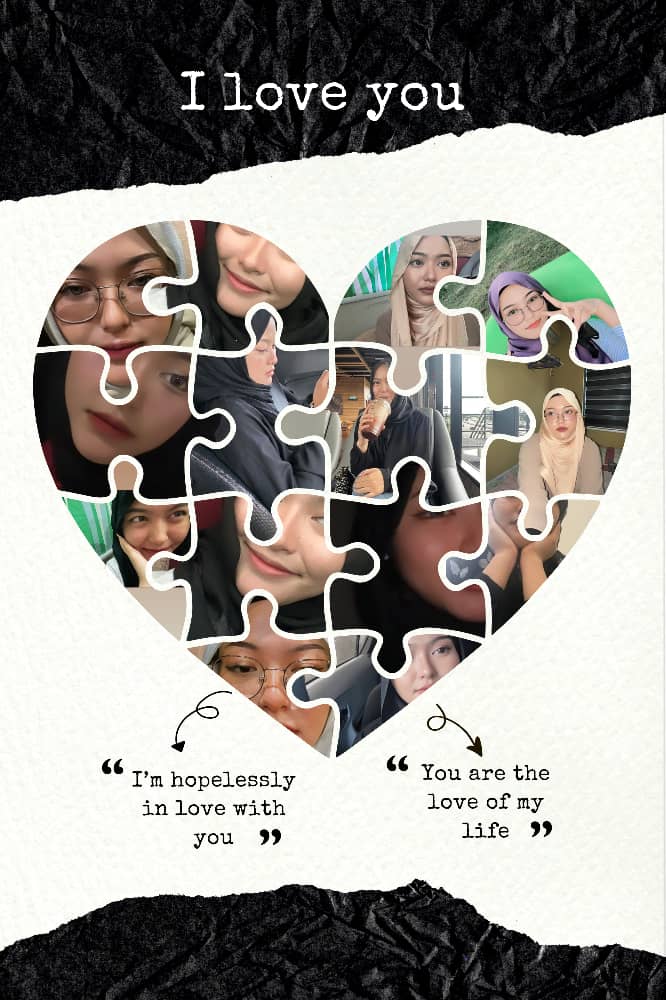 I love you
“ I’m hopelessly
in love with
you ”
“ You are the
love of my
life ”